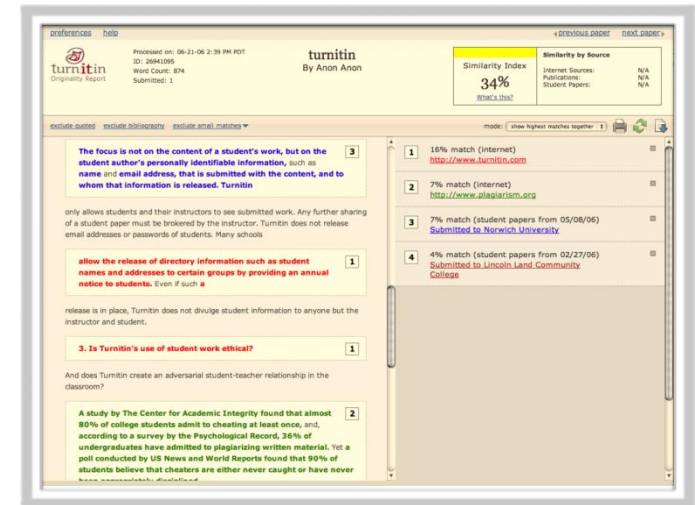 preferences help
previous paper next paper
turnitin
Originality Report
Processed on: 06-21-06 2:39 PM PDT
ID: 26941095
Word Count: 874
Submitted: 1
turnitin
By Anon Anon
Similarity Index
34%
What's this?
Similarity by Source
Internet Sources: N/A
Publications: N/A
Student Papers: N/A
exclude quoted exclude bibliography exclude small matches
mode: show highest matches together
The focus is not on the content of a student's work, but on the 3
student author's personally identifiable information, such as
name and email address, that is submitted with the content, and to
whom that information is released. Turnitin
only allows students and their instructors to see submitted work. Any further sharing
of a student paper must be brokered by the instructor. Turnitin does not release
email addresses or passwords of students. Many schools
allow the release of directory information such as student 1
names and addresses to certain groups by providing an annual
notice to students. Even if such a
release is in place, Turnitin does not divulge student information to anyone but the
instructor and student.
3. Is Turnitin's use of student work ethical? 1
And does Turnitin create an adversarial student-teacher relationship in the
classroom?
A study by The Center for Academic Integrity found that almost 2
80% of college students admit to cheating at least once, and,
according to a survey by the Psychological Record, 36% of
undergraduates have admitted to plagiarizing written material. Yet a
poll conducted by US News and World Reports found that 90% of
students believe that cheaters are either never caught or have never
1 16% match (internet)
http://www.turnitin.com
2 7% match (internet)
http://www.plagiarism.org
3 7% match (student papers from 05/08/06)
Submitted to Norwich University
4 4% match (student papers from 02/27/06)
Submitted to Lincoln Land Community
College